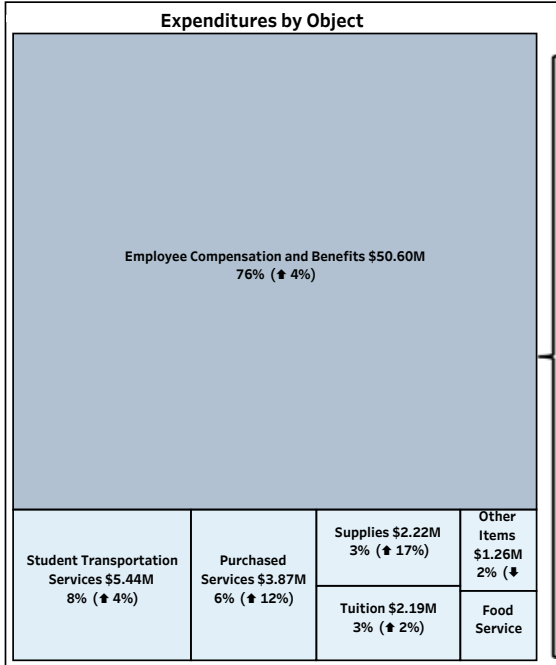 Expenditures by Object
Employee Compensation and Benefits $50.60M
76% (⬆ 4%)
Student Transportation
Services $5.44M
8% (⬆ 4%)
Purchased
Services $3.87M
6% (⬆ 12%)
Supplies $2.22M
3% (⬆ 17%)
Tuition $2.19M
3% (⬆ 2%)
Other
Items
$1.26M
2% (⬇
Food
Service